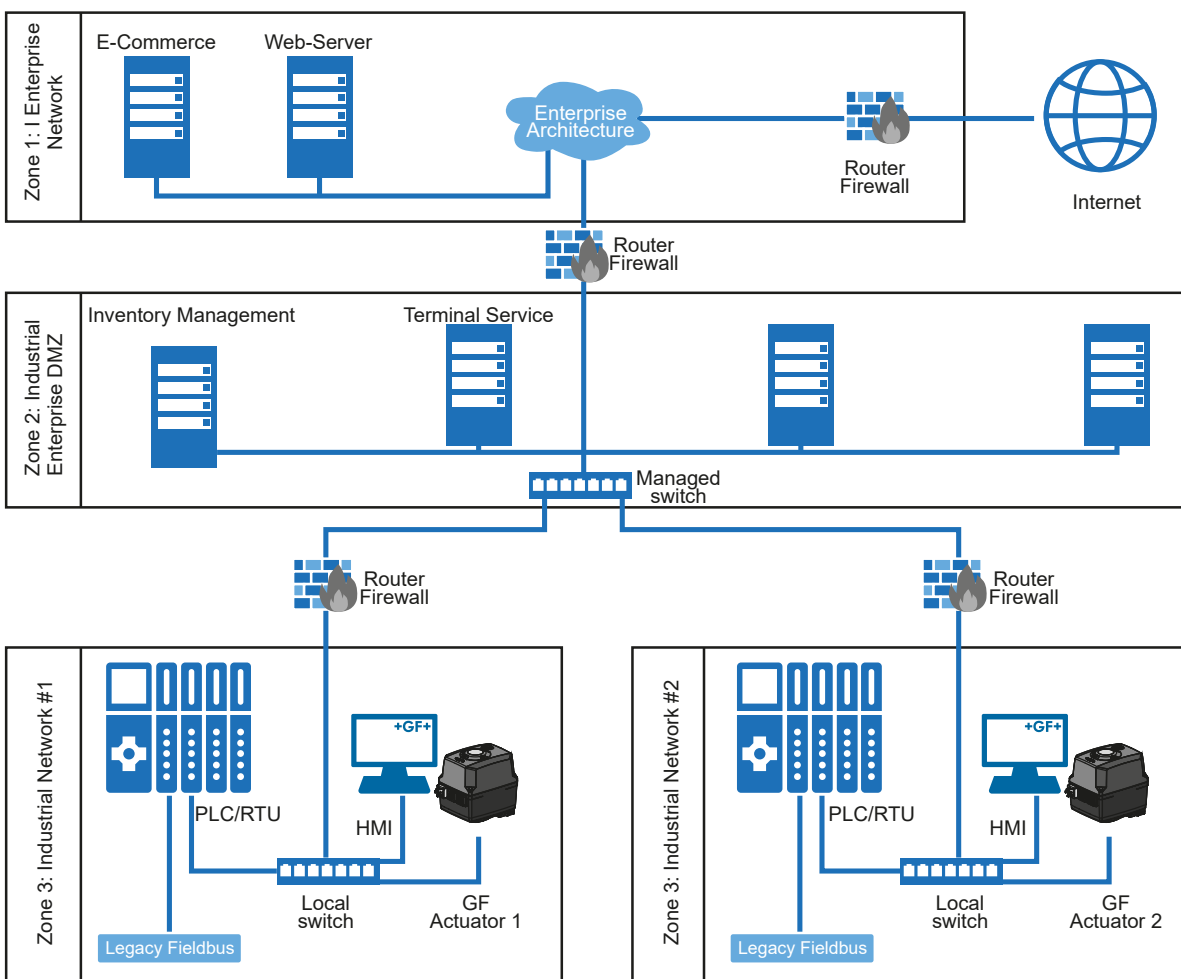 Zone 1: I Enterprise
Network
E-Commerce
Web-Server
Enterprise
Architecture
Router
Firewall
Internet
Router
Firewall
Zone 2: Industrial
Enterprise DMZ
Inventory Management
Terminal Service
Managed
switch
Router
Firewall
Router
Firewall
Zone 3: Industrial Network #1
+GF+
PLC/RTU
HMI
Local
switch
GF
Actuator 1
Legacy Fieldbus
Zone 3: Industrial Network #2
+GF+
PLC/RTU
HMI
Local
switch
GF
Actuator 2
Legacy Fieldbus